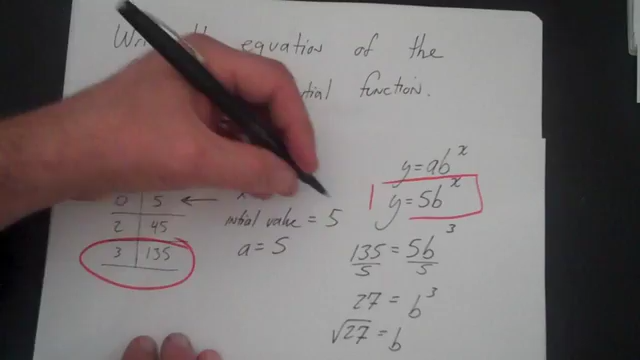 equation of the
function.
0 5 ←
2 45
3 135
initial value = 5
a = 5
y = ab^x
y = 5b^x
135 = 5b^3
5 5
27 = b^3
√27 = b